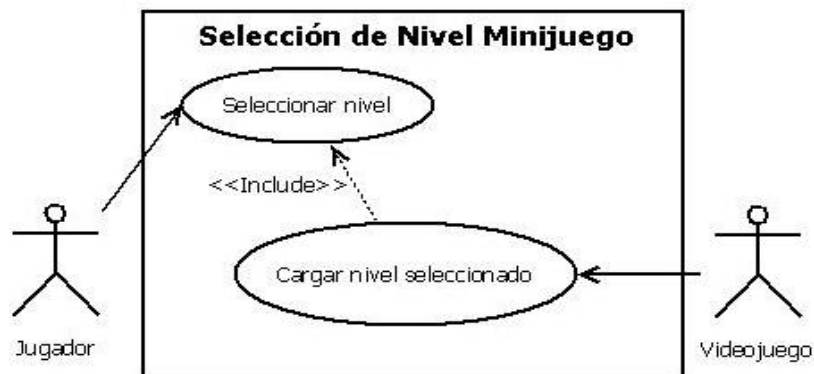 Selección de Nivel Minijuego
Seleccionar nivel
<<Include>>
Cargar nivel seleccionado
Jugador
Videojuego